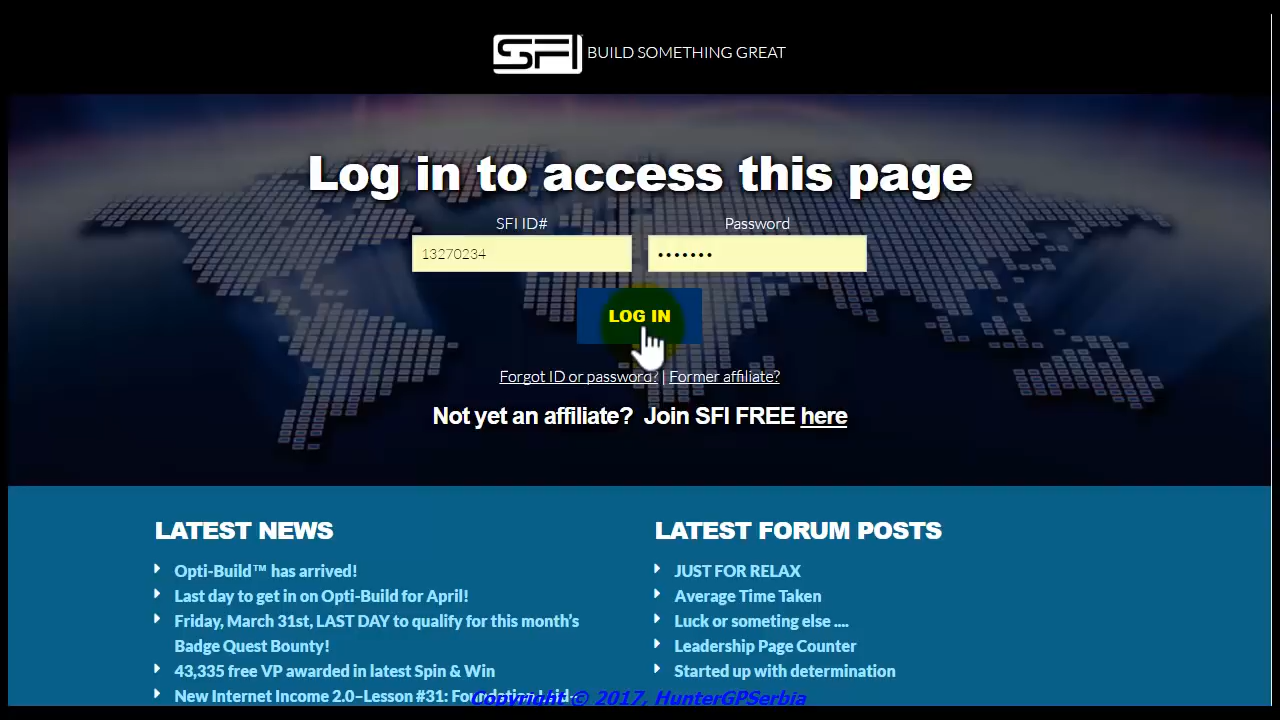 SFI BUILD SOMETHING GREAT
Log in to access this page
SFI ID# Password
13270234 •••••••
LOG IN
Forgot ID or password? | Former affiliate?
Not yet an affiliate? Join SFI FREE here
LATEST NEWS
Opti-Build™ has arrived!
Last day to get in on Opti-Build for April!
Friday, March 31st, LAST DAY to qualify for this month's
Badge Quest Bounty!
43,335 free VP awarded in latest Spin & Win
New Internet Income 2.0–Lesson #31:
LATEST FORUM POSTS
JUST FOR RELAX
Average Time Taken
Luck or someting else ....
Leadership Page Counter
Started up with determination
Copyright © 2017, HunterGPSerbia